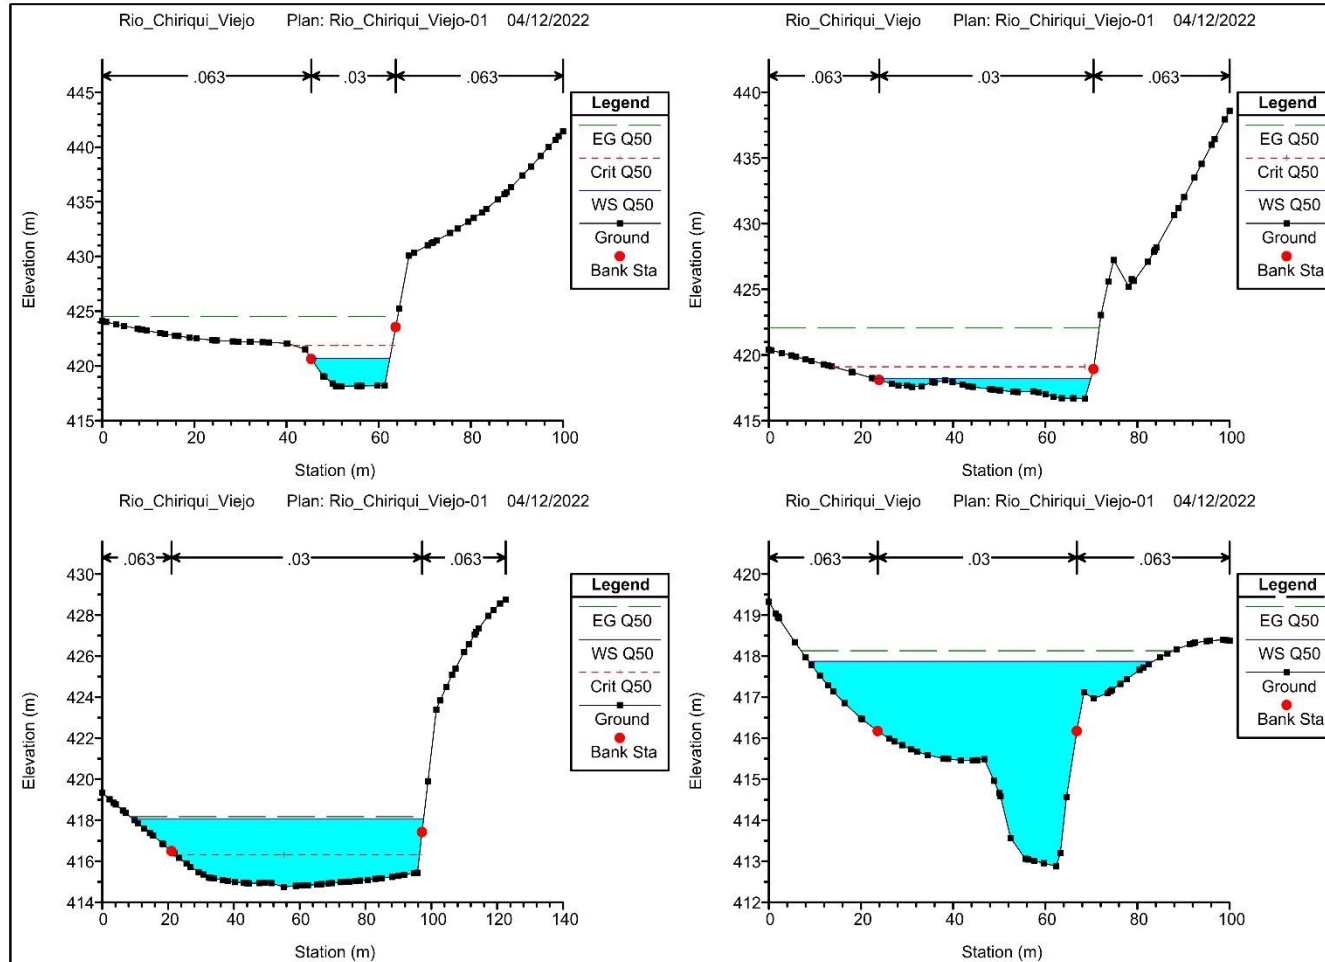 Rio_Chiriqui_Viejo Plan: Rio_Chiriqui_Viejo-01 04/12/2022
.063 .03 .063
445
440
435
430
425
420
415
Elevation (m)
0 20 40 60 80 100
Station (m)
Legend
EG Q50
Crit Q50
WS Q50
Ground
Bank Sta
Rio_Chiriqui_Viejo Plan: Rio_Chiriqui_Viejo-01 04/12/2022
.063 .03 .063
440
435
430
425
420
415
Elevation (m)
0 20 40 60 80 100
Station (m)
Legend
EG Q50
Crit Q50
WS Q50
Ground
Bank Sta
Rio_Chiriqui_Viejo Plan: Rio_Chiriqui_Viejo-01 04/12/2022
.063 .03 .063
430
428
426
424
422
420
418
416
414
Elevation (m)
0 20 40 60 80 100 120 140
Station (m)
Legend
EG Q50
WS Q50
Crit Q50
Ground
Bank Sta
Rio_Chiriqui_Viejo Plan: Rio_Chiriqui_Viejo-01 04/12/2022
.063 .03 .063
420
419
418
417
416
415
414
413
412
Elevation (m)
0 20 40 60 80 100
Station (m)
Legend
EG Q50
WS Q50
Ground
Bank Sta